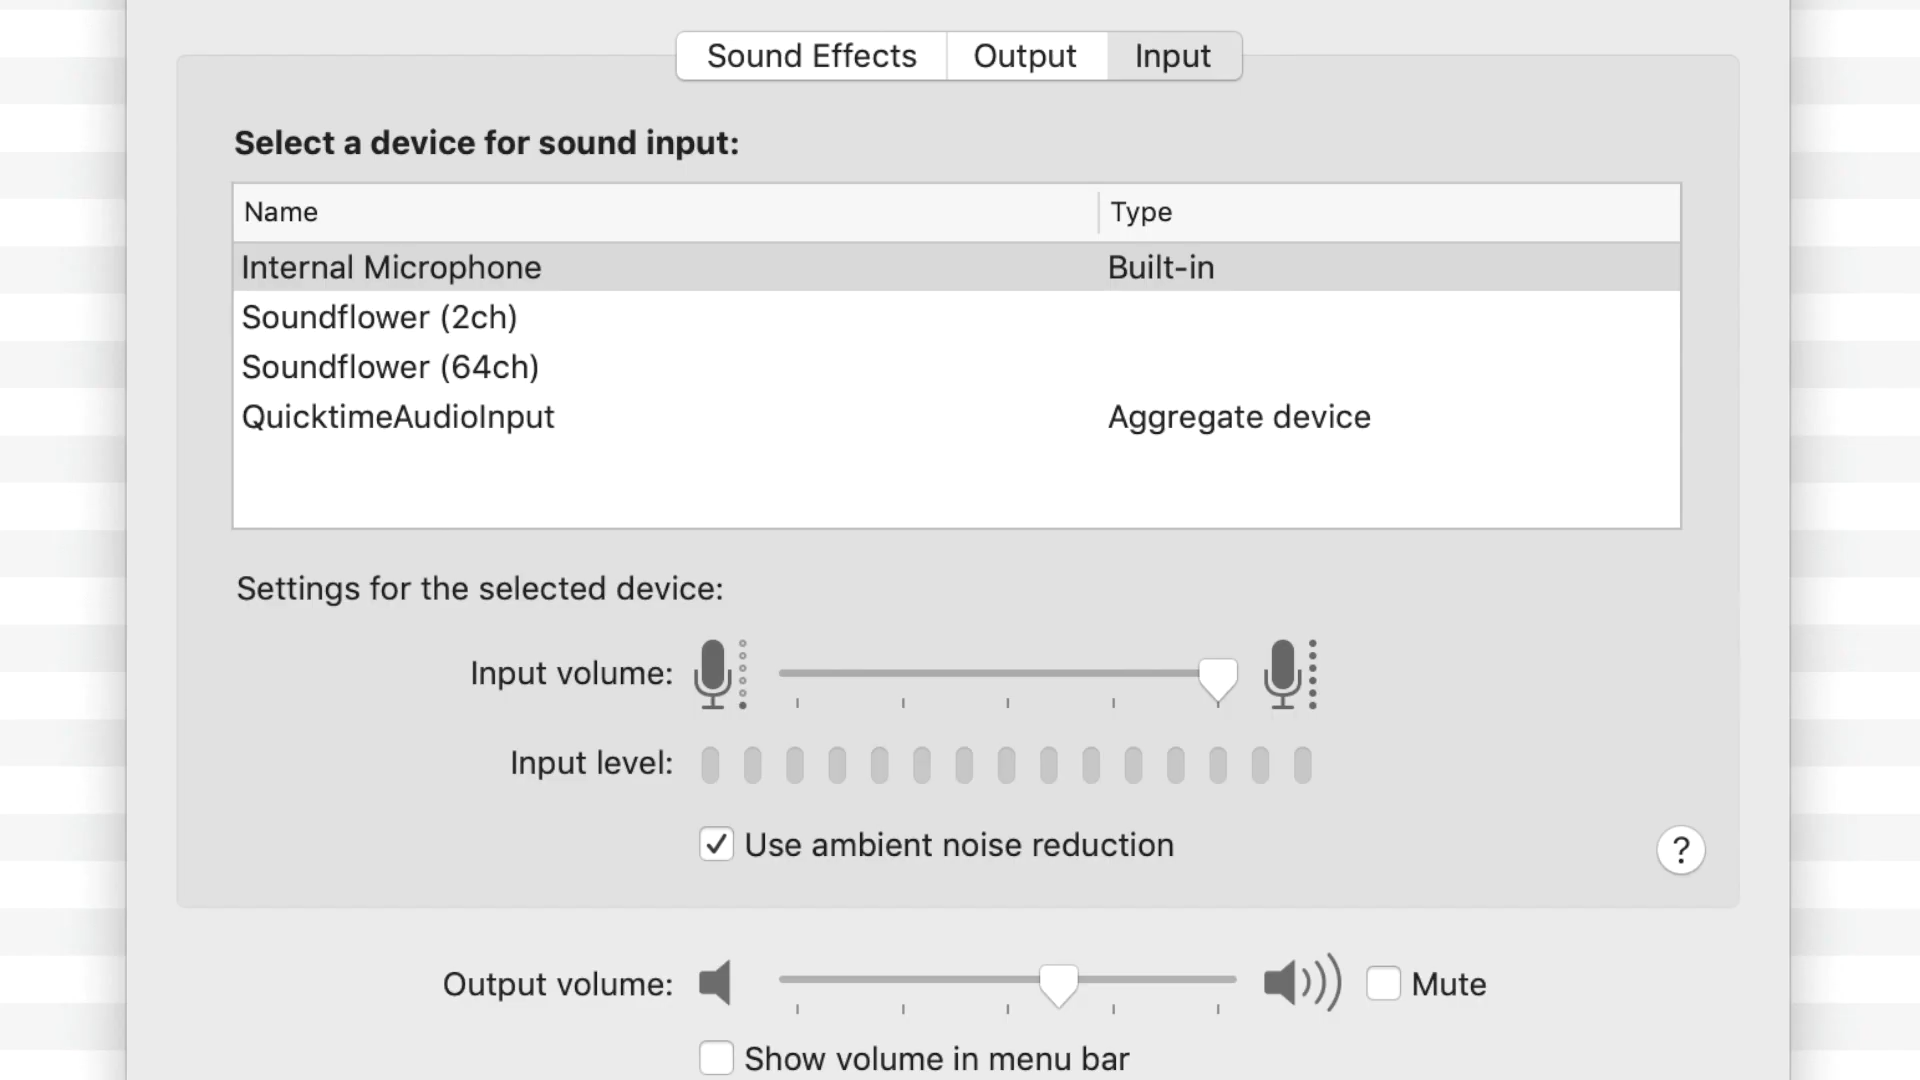 Sound Effects Output Input
Select a device for sound input:
Name Type
Internal Microphone Built-in
Soundflower (2ch)
Soundflower (64ch)
QuicktimeAudioInput Aggregate device
Settings for the selected device:
Input volume:
Input level:
Use ambient noise reduction
?
Output volume: Mute
Show volume in menu bar